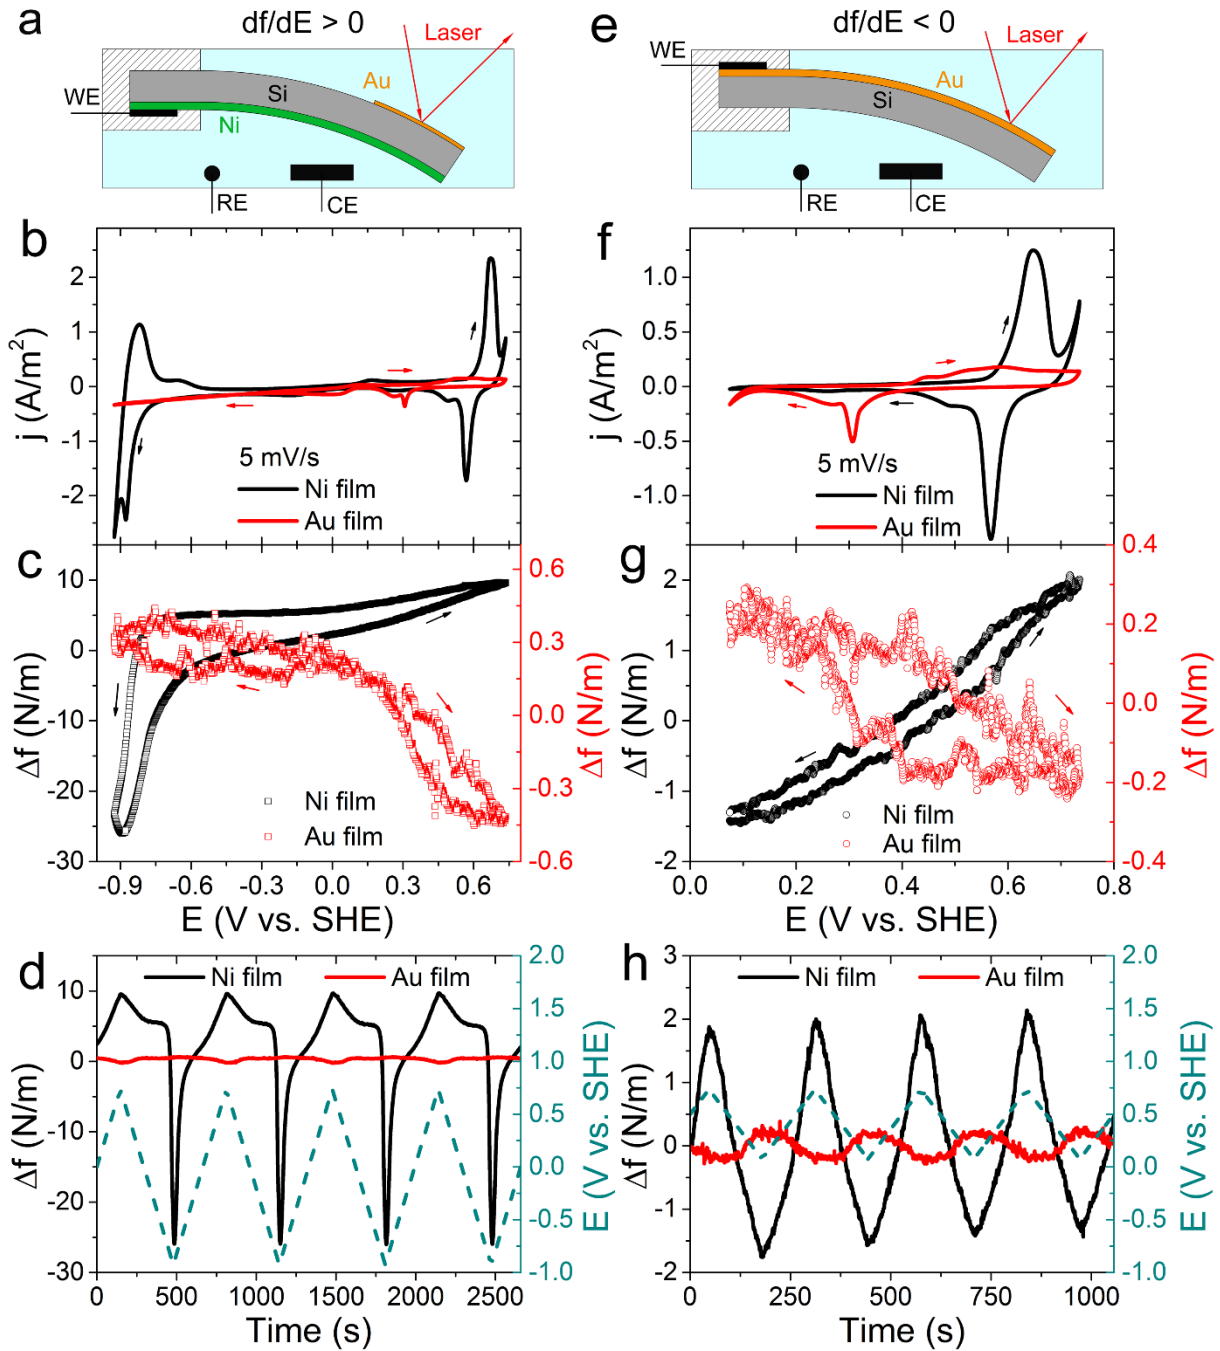 a
df/dE > 0
Laser
Au
Si
WE
Ni
RE
CE
e
df/dE < 0
Laser
WE
Au
Si
RE
CE
b
j (A/m²)
2
1
0
-1
-2
5 mV/s
Ni film
Au film
f
j (A/m²)
1.0
0.5
0.0
-0.5
-1.0
5 mV/s
Ni film
Au film
c
Δf (N/m)
10
0
-10
-20
-30
0.6
0.3
0.0
-0.3
-0.6
Δf (N/m)
Ni film
Au film
-0.9 -0.6 -0.3 0.0 0.3 0.6
E (V vs. SHE)
g
Δf (N/m)
2
1
0
-1
-2
0.4
0.2
0.0
-0.2
-0.4
Δf (N/m)
Ni film
Au film
0.0 0.2 0.4 0.6 0.8
E (V vs. SHE)
d
Ni film
Au film
Δf (N/m)
10
0
-10
-20
-30
2.0
1.5
1.0
0.5
0.0
-0.5
-1.0
E (V vs. SHE)
0 500 1000 1500 2000 2500
Time (s)
h
Ni film
Au film
Δf (N/m)
3
2
1
0
-1
-2
2.0
1.5
1.0
0.5
0.0
-0.5
-1.0
E (V vs. SHE)
0 250 500 750 1000
Time (s)